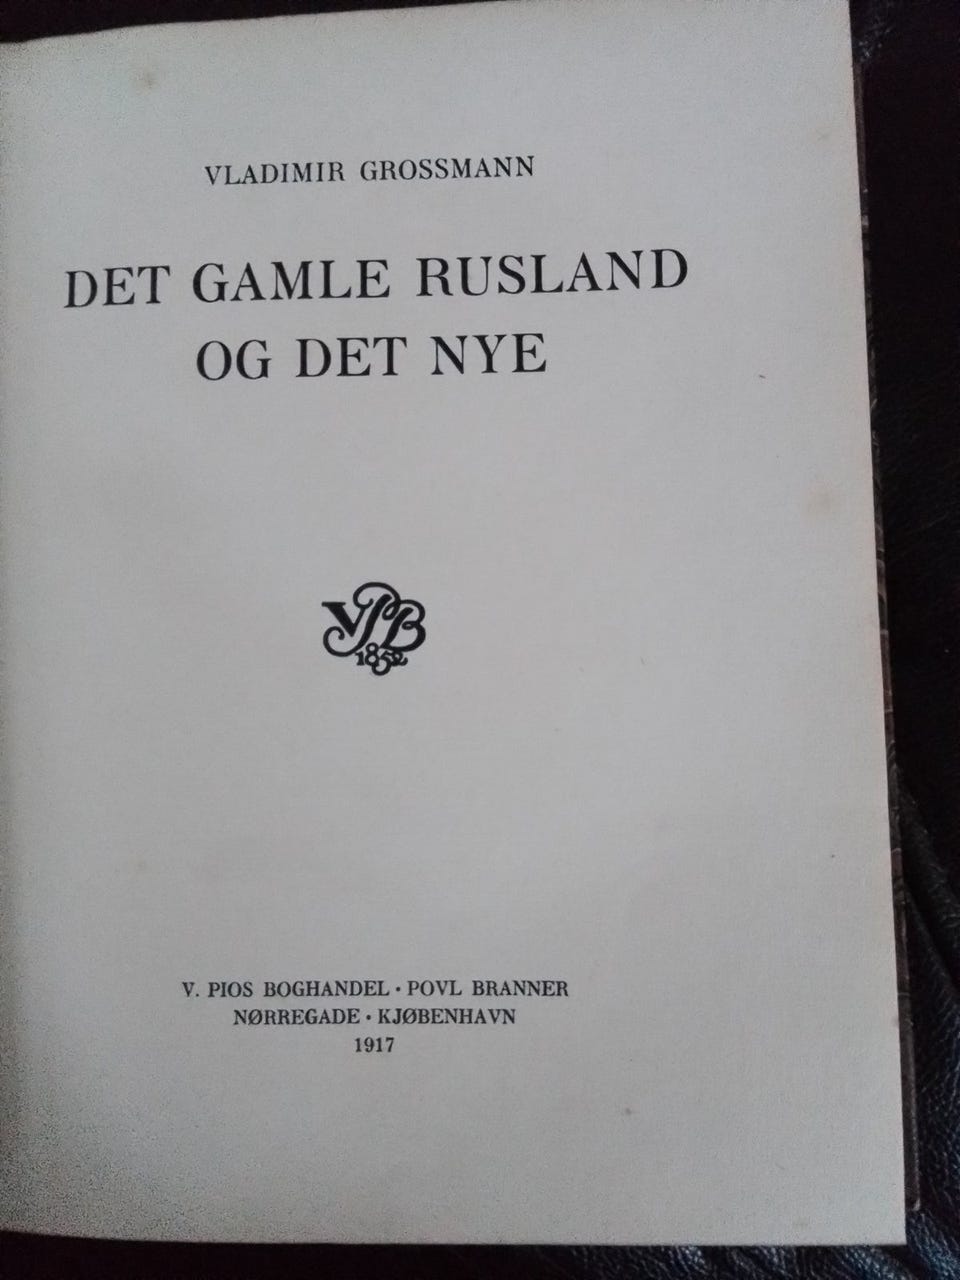 VLADIMIR GROSSMANN
DET GAMLE RUSLAND
OG DET NYE
VPB
1852
V. PIOS BOGHANDEL · POVL BRANNER
NØRREGADE · KJØBENHAVN
1917